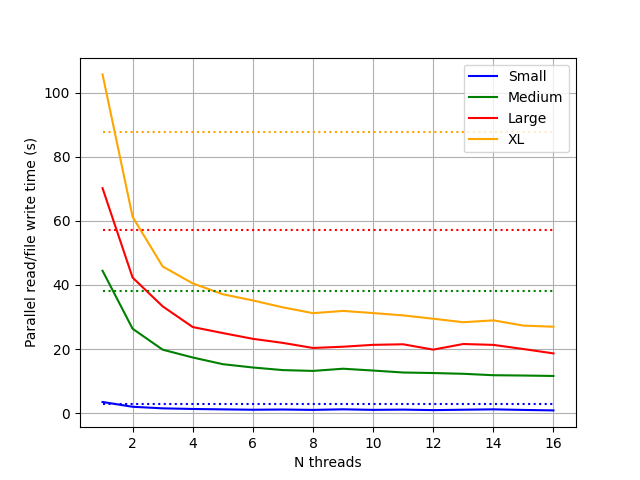 Small
Medium
Large
XL
100
80
60
40
20
0
Parallel read/file write time (s)
2 4 6 8 10 12 14 16
N threads